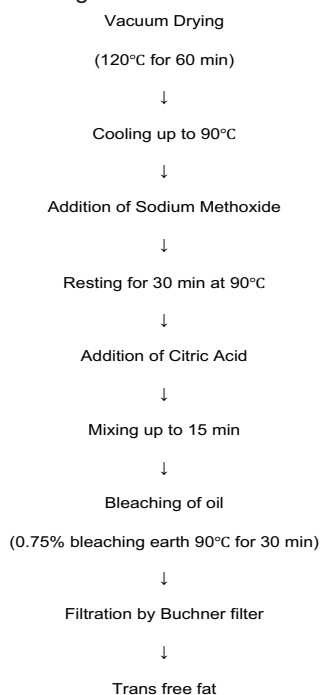 Vacuum Drying
(120°C for 60 min)
↓
Cooling up to 90°C
↓
Addition of Sodium Methoxide
↓
Resting for 30 min at 90°C
↓
Addition of Citric Acid
↓
Mixing up to 15 min
↓
Bleaching of oil
(0.75% bleaching earth 90°C for 30 min)
↓
Filtration by Buchner filter
↓
Trans free fat